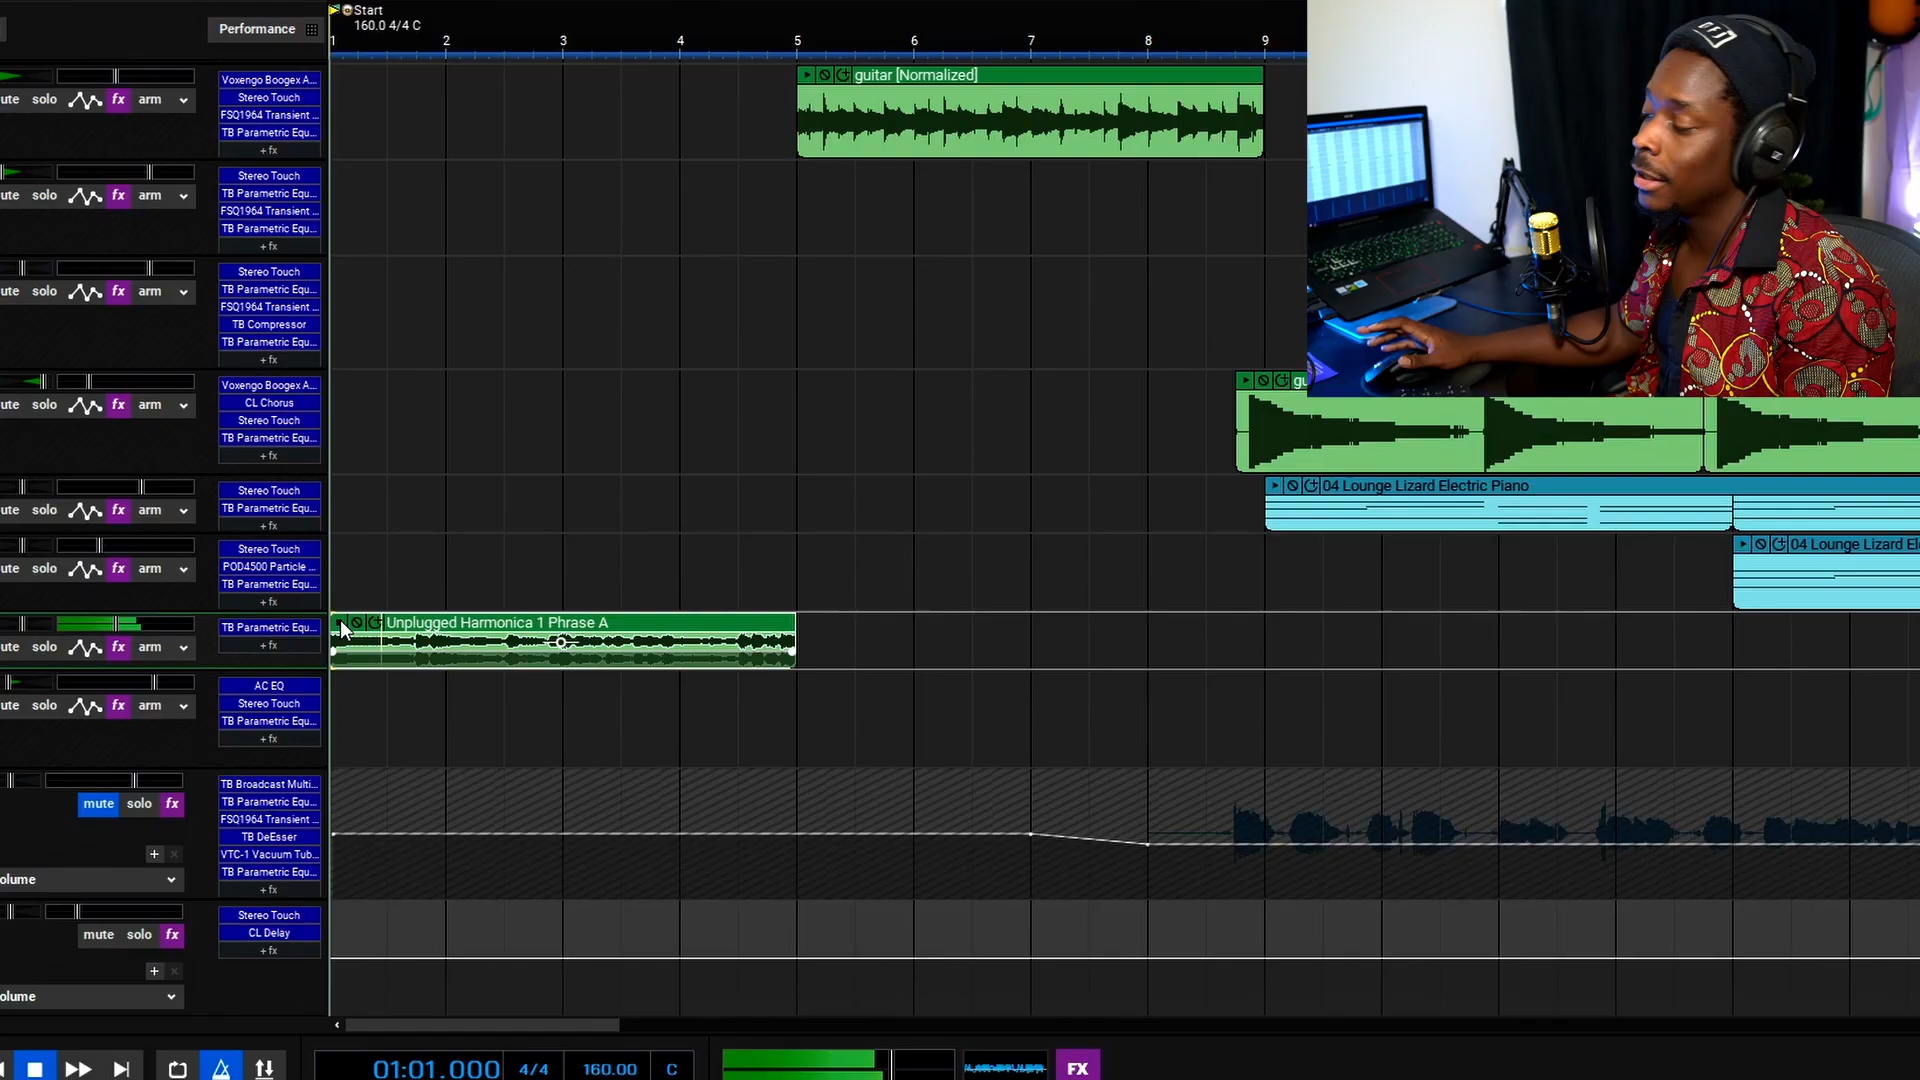 Start
160.0 4/4 C
Performance
1 2 3 4 5 6 7 8 9
guitar [Normalized]
ute solo fx arm
Voxengo Boogex A...
Stereo Touch
FSQ1964 Transient ...
TB Parametric Equ...
+ fx
ute solo fx arm
Stereo Touch
TB Parametric Equ...
FSQ1964 Transient ...
TB Parametric Equ...
+ fx
ute solo fx arm
Stereo Touch
TB Parametric Equ...
FSQ1964 Transient ...
TB Compressor
TB Parametric Equ...
+ fx
ute solo fx arm
Voxengo Boogex A...
CL Chorus
Stereo Touch
TB Parametric Equ...
+ fx
gu
ute solo fx arm
Stereo Touch
TB Parametric Equ...
+ fx
04 Lounge Lizard Electric Piano
ute solo fx arm
Stereo Touch
POD4500 Particle ...
TB Parametric Equ...
+ fx
04 Lounge Lizard El
ute solo fx arm
TB Parametric Equ...
+ fx
Unplugged Harmonica 1 Phrase A
ute solo fx arm
AC EQ
Stereo Touch
TB Parametric Equ...
+ fx
mute solo fx
TB Broadcast Multi...
TB Parametric Equ...
FSQ1964 Transient ...
TB DeEsser
VTC-1 Vacuum Tub...
TB Parametric Equ...
+ fx
olume
mute solo fx
Stereo Touch
CL Delay
+ fx
olume
01:01.000 4/4 160.00 C FX